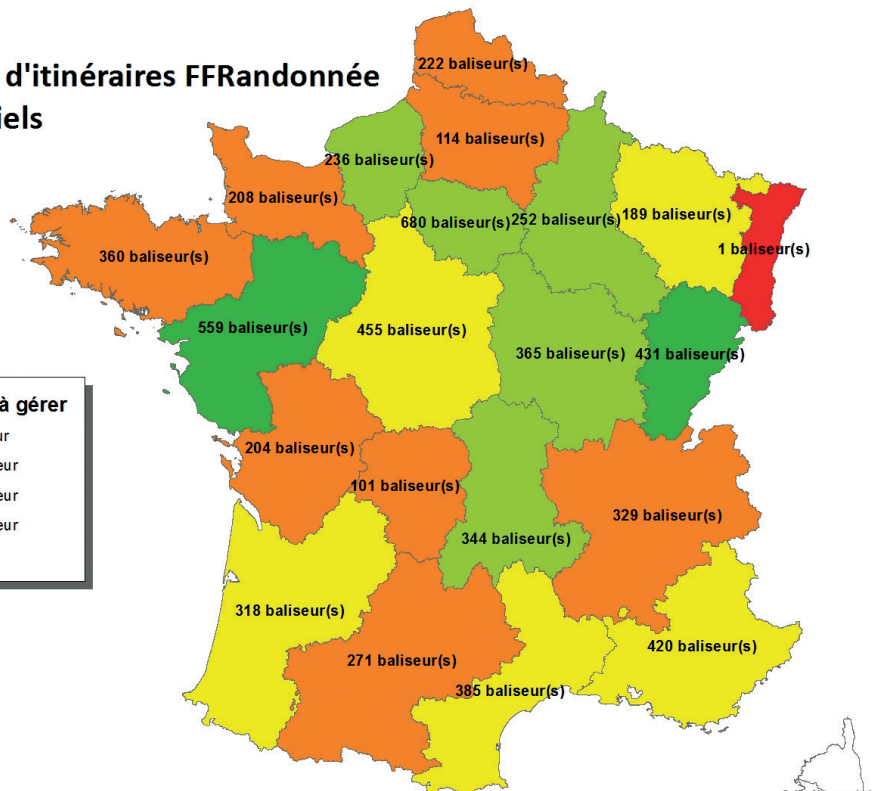 d'itinéraires FFRandonnée
iels
222 baliseur(s)
114 baliseur(s)
236 baliseur(s)
208 baliseur(s)
680 baliseur(s)
252 baliseur(s)
189 baliseur(s)
1 baliseur(s)
360 baliseur(s)
559 baliseur(s)
455 baliseur(s)
365 baliseur(s)
431 baliseur(s)
à gérer
ur
eur
eur
eur
204 baliseur(s)
101 baliseur(s)
329 baliseur(s)
344 baliseur(s)
318 baliseur(s)
271 baliseur(s)
420 baliseur(s)
385 baliseur(s)